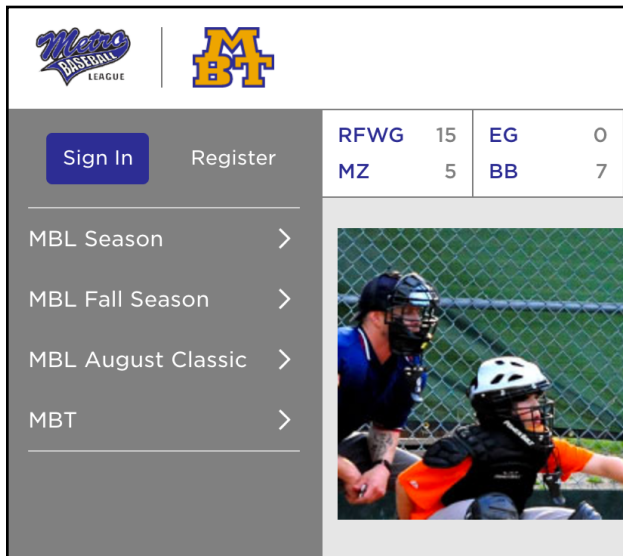 Metro
BASEBALL
LEAGUE
MBT
Sign In
Register
RFWG 15
MZ 5
EG 0
BB 7
MBL Season
MBL Fall Season
MBL August Classic
MBT